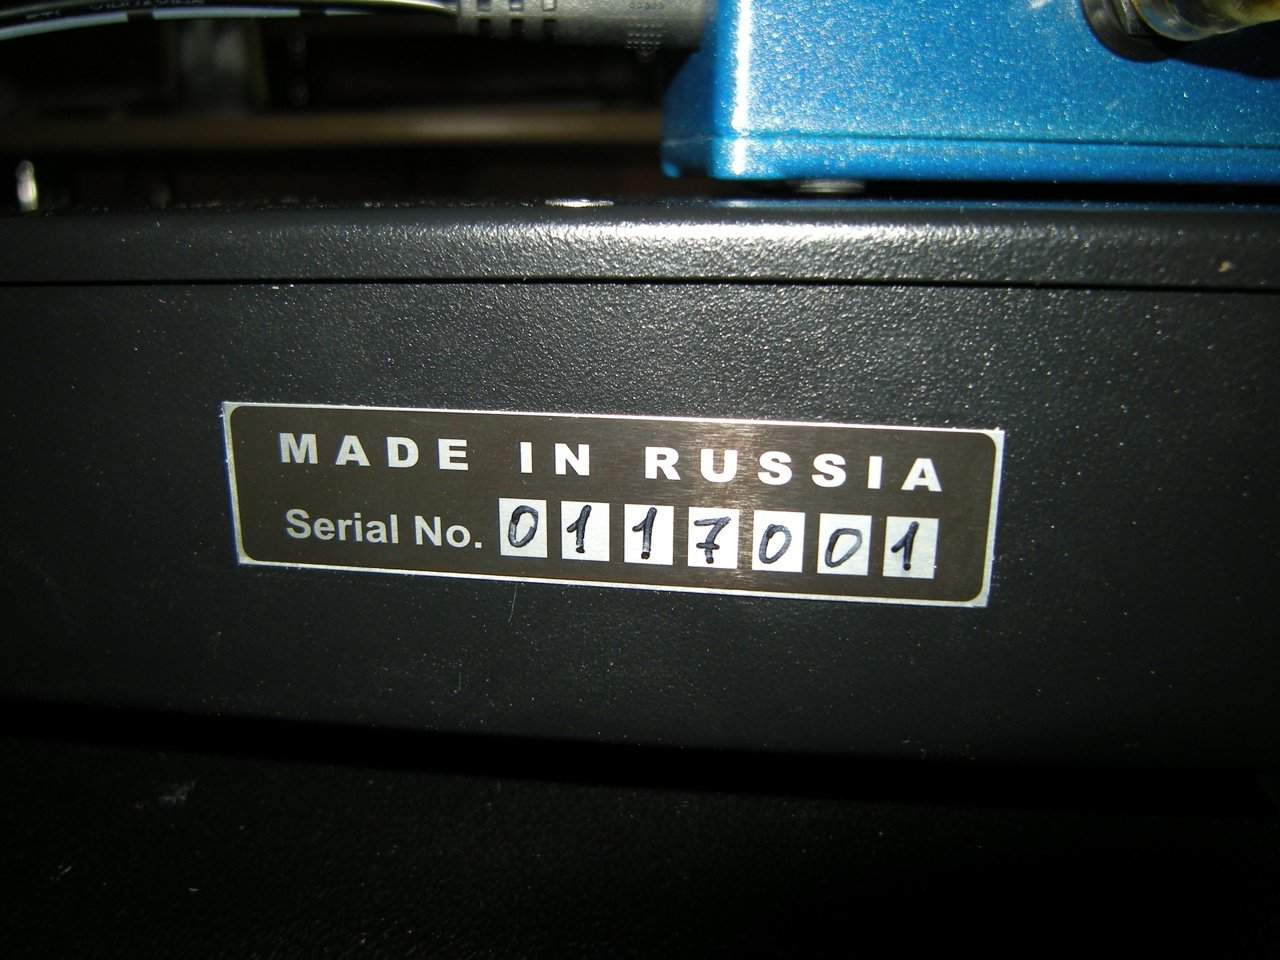 MADE IN RUSSIA
Serial No. 0117001